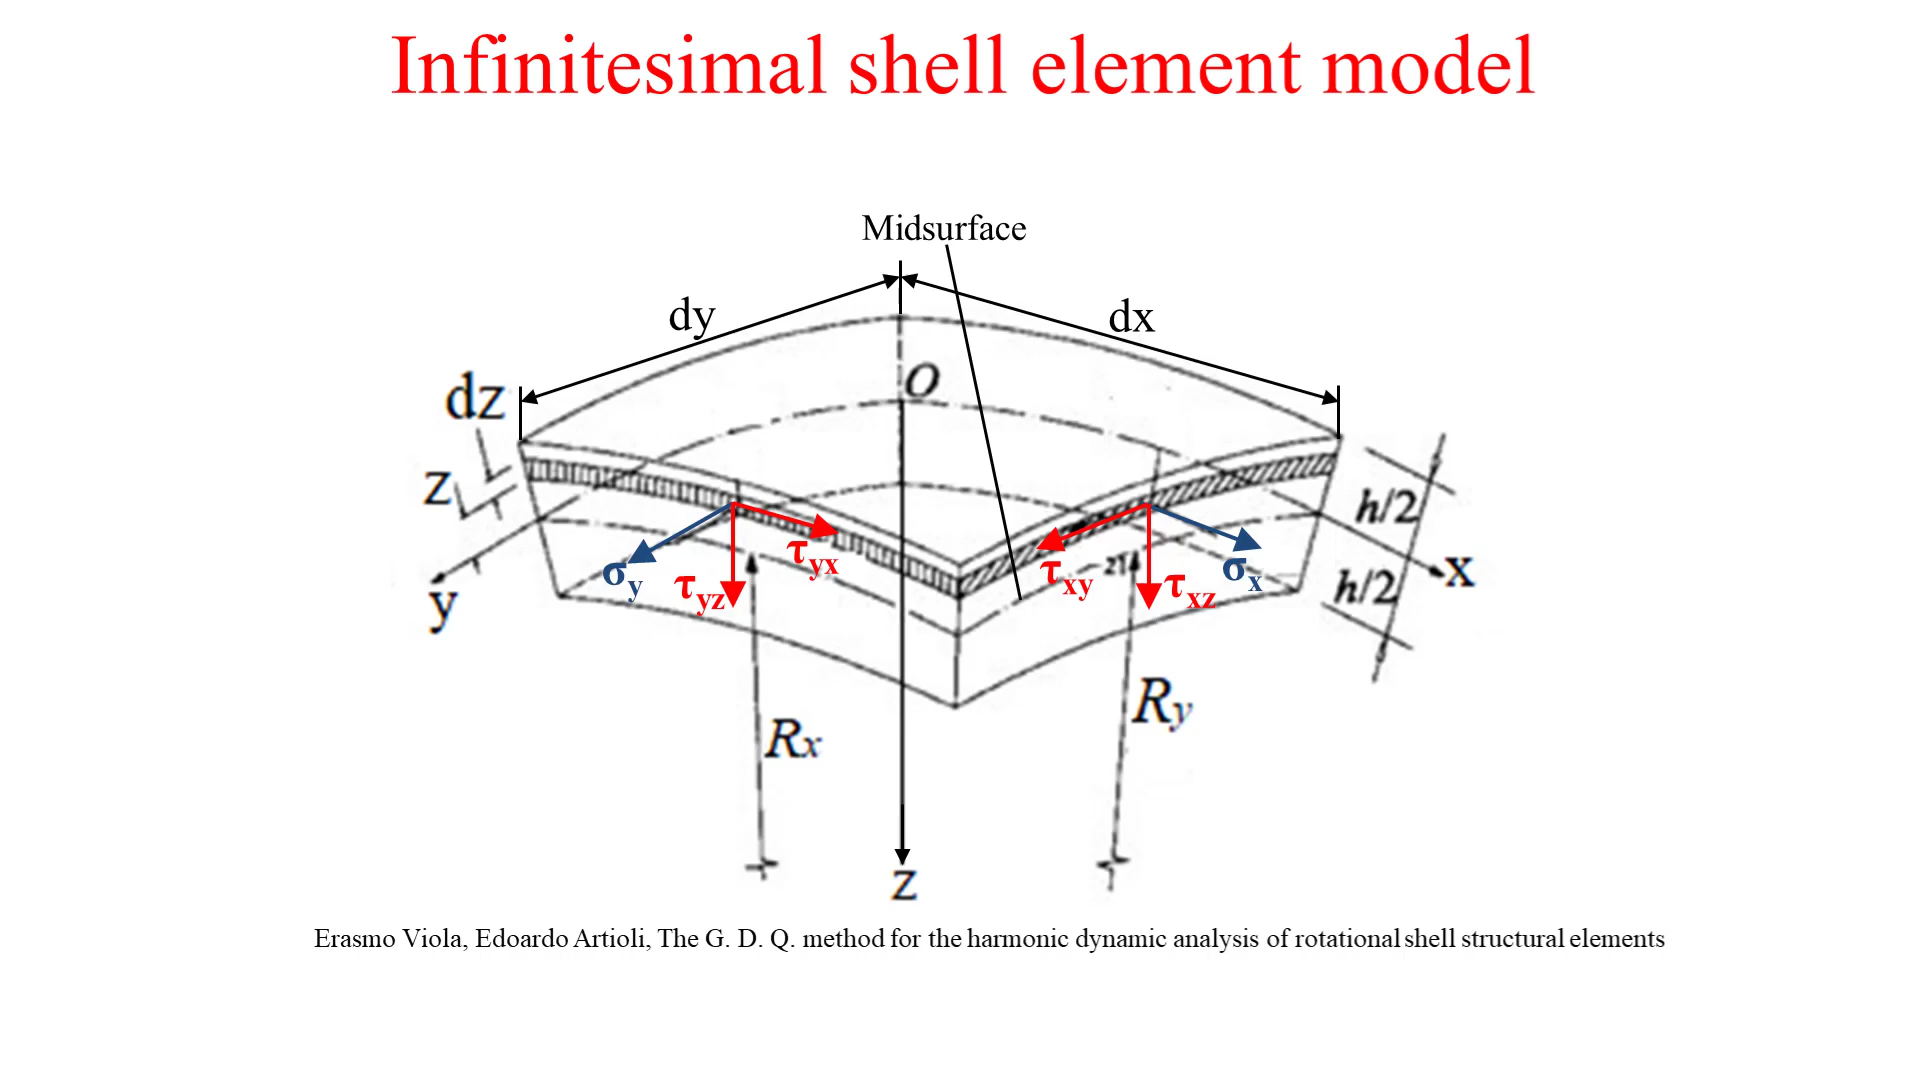 Infinitesimal shell element model
Midsurface
dy
dx
O
dz
z
h/2
h/2
x
y
σy
τyz
τyx
τxy
τxz
σx
Rx
Ry
z
Erasmo Viola, Edoardo Artioli, The G. D. Q. method for the harmonic dynamic analysis of rotational shell structural elements